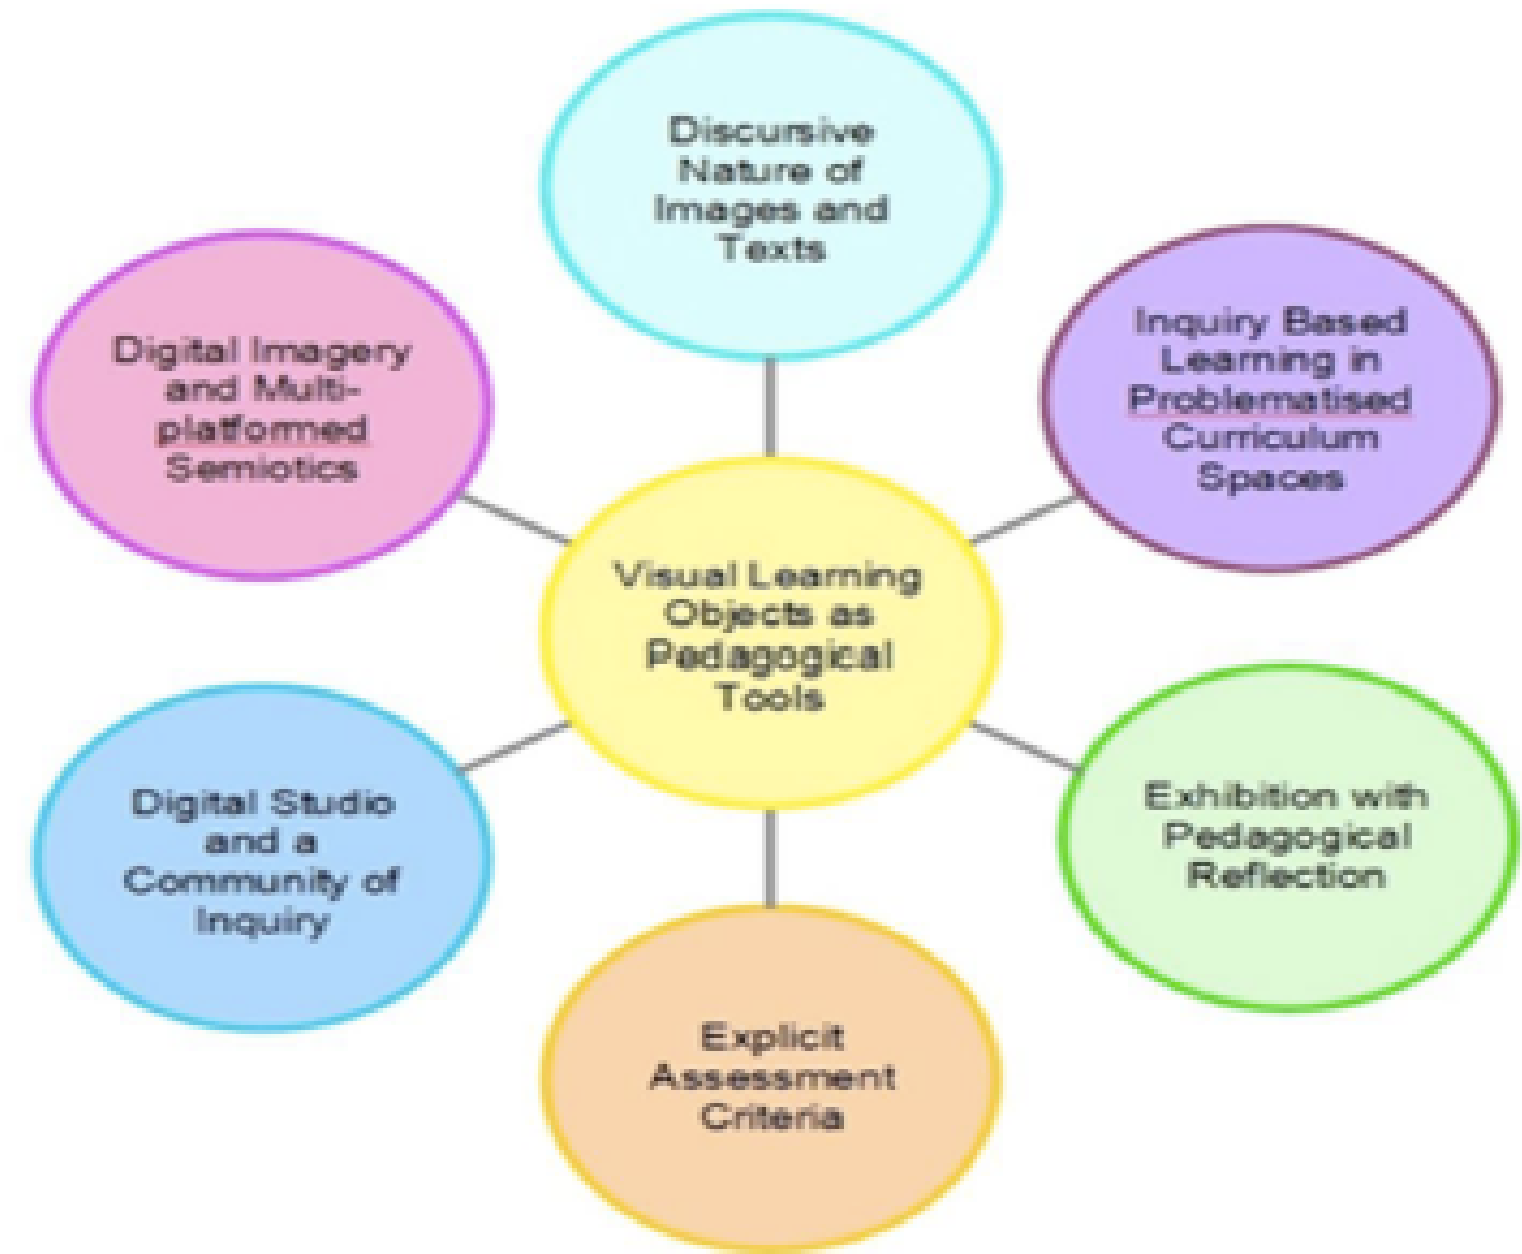 Discursive
Nature of
Images and
Texts
Inquiry Based
Learning in
Problematised
Curriculum
Spaces
Digital Imagery
and Multi-
platformed
Semiotics
Visual Learning
Objects as
Pedagogical
Tools
Exhibition with
Pedagogical
Reflection
Digital Studio
and a
Community of
Inquiry
Explicit
Assessment
Criteria